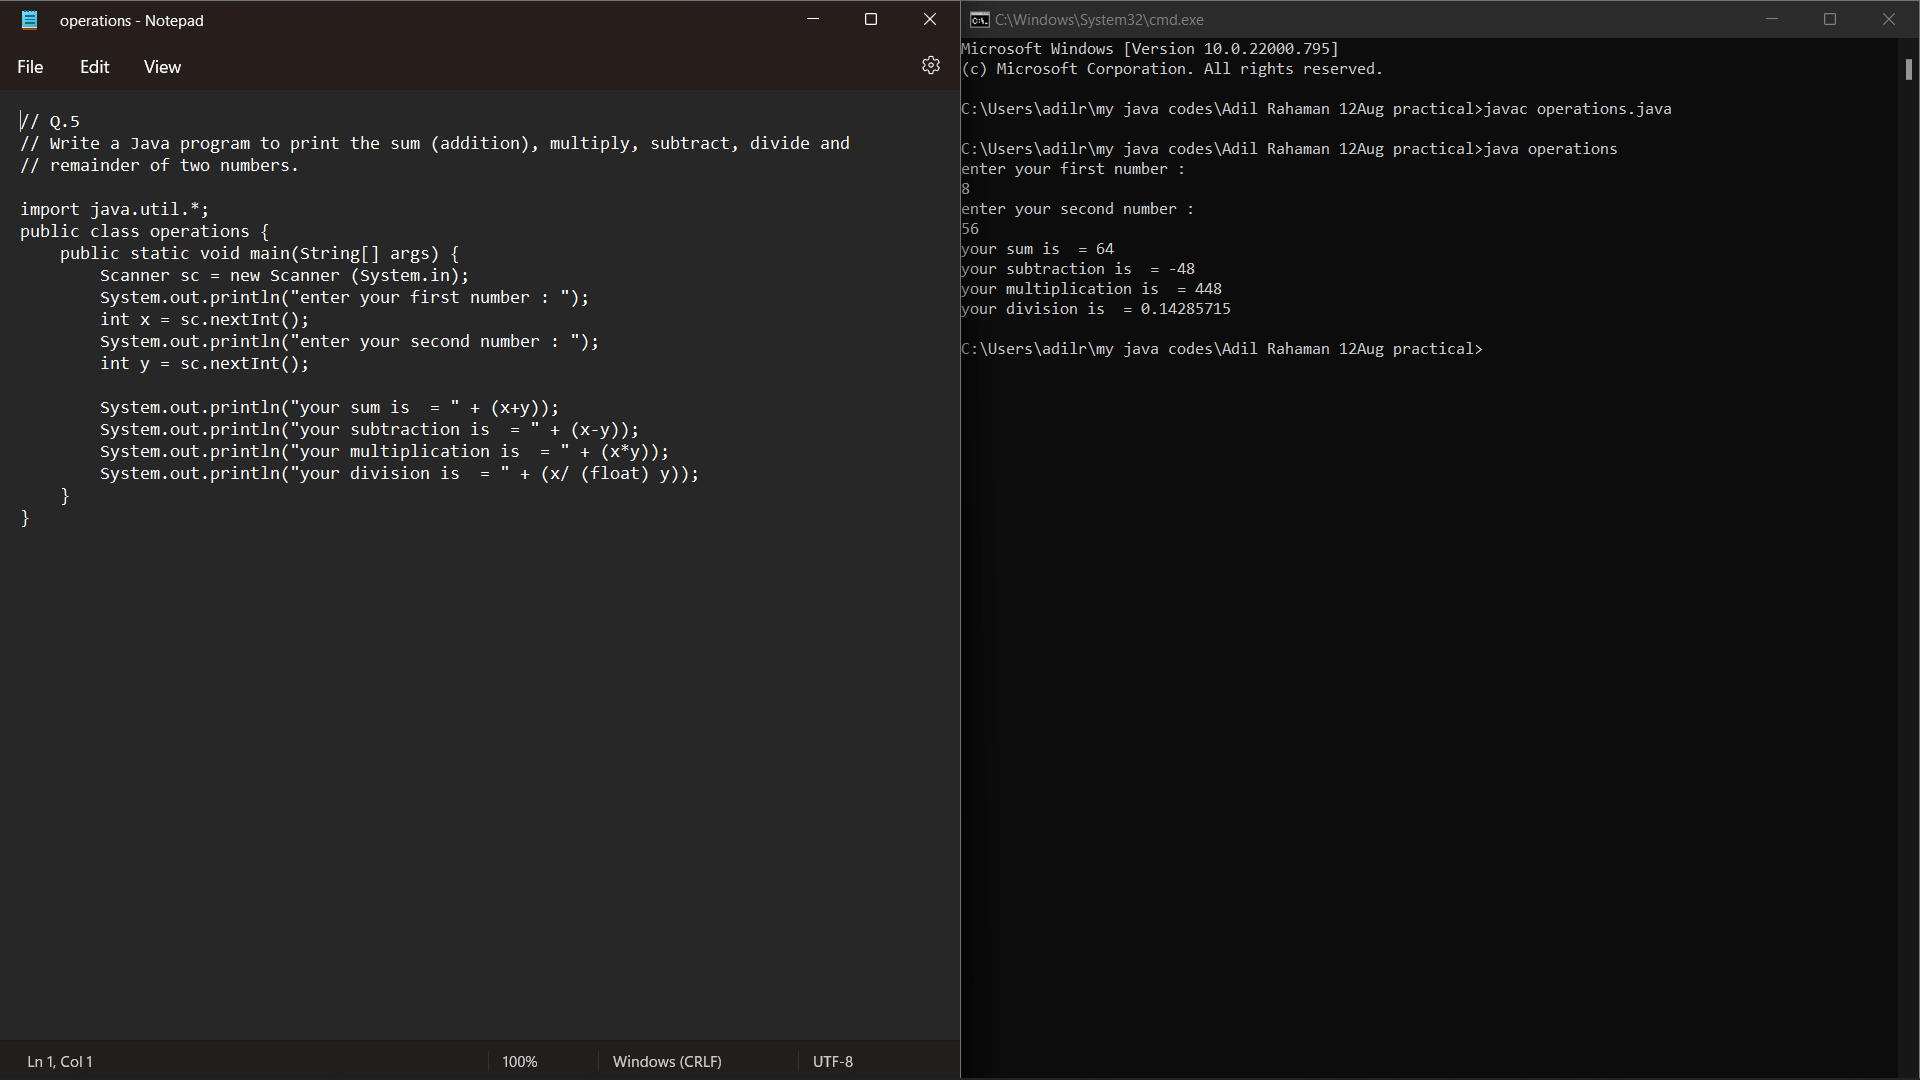 operations - Notepad
File Edit View
// Q.5
// Write a Java program to print the sum (addition), multiply, subtract, divide and
// remainder of two numbers.
import java.util.*;
public class operations {
    public static void main(String[] args) {
        Scanner sc = new Scanner (System.in);
        System.out.println("enter your first number : ");
        int x = sc.nextInt();
        System.out.println("enter your second number : ");
        int y = sc.nextInt();
        System.out.println("your sum is  = " + (x+y));
        System.out.println("your subtraction is  = " + (x-y));
        System.out.println("your multiplication is  = " + (x*y));
        System.out.println("your division is  = " + (x/ (float) y));
    }
}
Ln 1, Col 1 100% Windows (CRLF) UTF-8
C:\Windows\System32\cmd.exe
Microsoft Windows [Version 10.0.22000.795]
(c) Microsoft Corporation. All rights reserved.
C:\Users\adilr\my java codes\Adil Rahaman 12Aug practical>javac operations.java
C:\Users\adilr\my java codes\Adil Rahaman 12Aug practical>java operations
enter your first number :
8
enter your second number :
56
your sum is  = 64
your subtraction is  = -48
your multiplication is  = 448
your division is  = 0.14285715
C:\Users\adilr\my java codes\Adil Rahaman 12Aug practical>